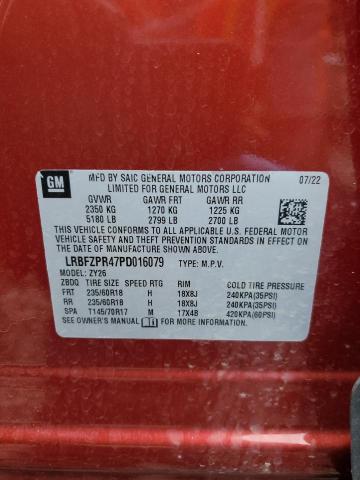 GM
MFD BY SAIC GENERAL MOTORS CORPORATION 07/22
LIMITED FOR GENERAL MOTORS LLC
GVWR GAWR FRT GAWR RR
2350 KG 1270 KG 1225 KG
5180 LB 2799 LB 2700 LB
THIS VEHICLE CONFORMS TO ALL APPLICABLE U.S. FEDERAL MOTOR
VEHICLE SAFETY STANDARDS IN EFFECT ON THE DATE OF MANUFACTURE
SHOWN ABOVE.
LRBFZPR47PD016079 TYPE: M.P.V.
MODEL: ZY26
ZBDQ TIRE SIZE SPEED RTG RIM COLD TIRE PRESSURE
FRT 235/60R18 H 18X8J 240KPA(35PSI)
RR 235/60R18 H 18X8J 240KPA(35PSI)
SPA T145/70R17 M 17X4B 420KPA(60PSI)
SEE OWNER'S MANUAL FOR MORE INFORMATION.